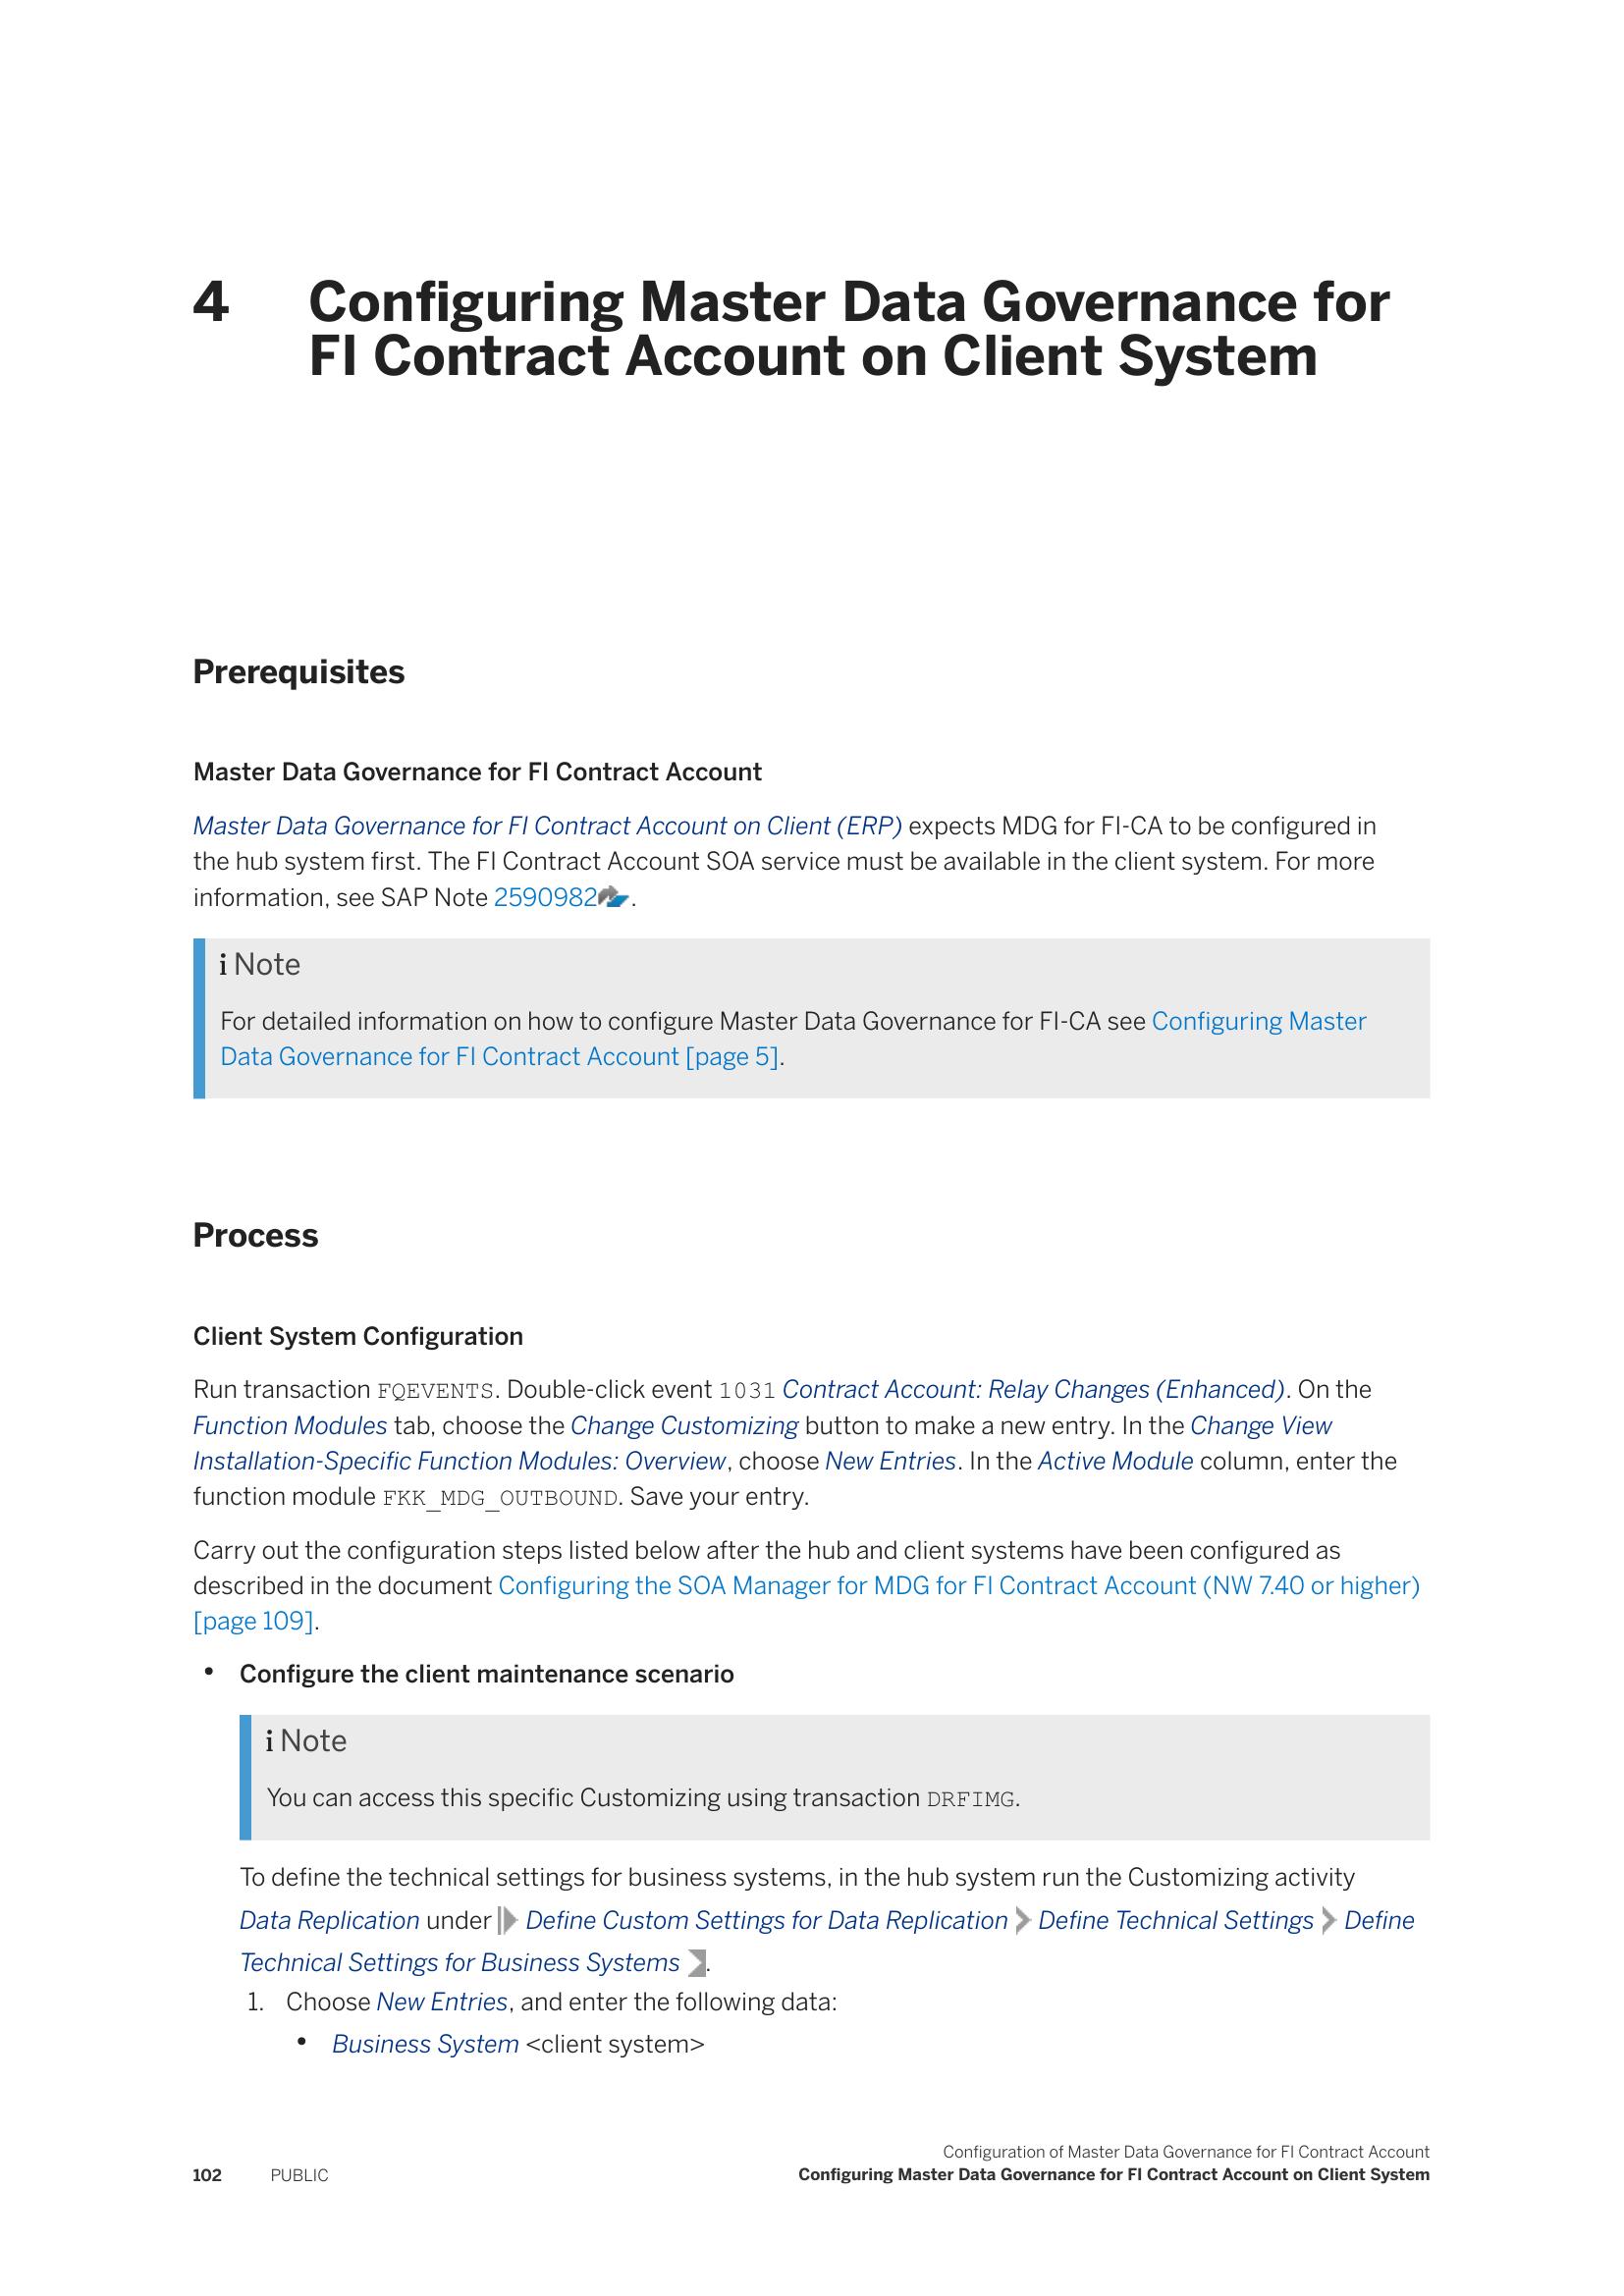 4 Configuring Master Data Governance for
FI Contract Account on Client System
Prerequisites
Master Data Governance for FI Contract Account
Master Data Governance for FI Contract Account on Client (ERP) expects MDG for FI-CA to be configured in
the hub system first. The FI Contract Account SOA service must be available in the client system. For more
information, see SAP Note 2590982.
i Note
For detailed information on how to configure Master Data Governance for FI-CA see Configuring Master
Data Governance for FI Contract Account [page 5].
Process
Client System Configuration
Run transaction FQEVENTS. Double-click event 1031 Contract Account: Relay Changes (Enhanced). On the
Function Modules tab, choose the Change Customizing button to make a new entry. In the Change View
Installation-Specific Function Modules: Overview, choose New Entries. In the Active Module column, enter the
function module FKK_MDG_OUTBOUND. Save your entry.
Carry out the configuration steps listed below after the hub and client systems have been configured as
described in the document Configuring the SOA Manager for MDG for FI Contract Account (NW 7.40 or higher)
[page 109].
• Configure the client maintenance scenario
i Note
You can access this specific Customizing using transaction DRFIMG.
To define the technical settings for business systems, in the hub system run the Customizing activity
Data Replication under Define Custom Settings for Data Replication Define Technical Settings Define
Technical Settings for Business Systems .
1. Choose New Entries, and enter the following data:
• Business System <client system>
Configuration of Master Data Governance for FI Contract Account
102 PUBLIC Configuring Master Data Governance for FI Contract Account on Client System